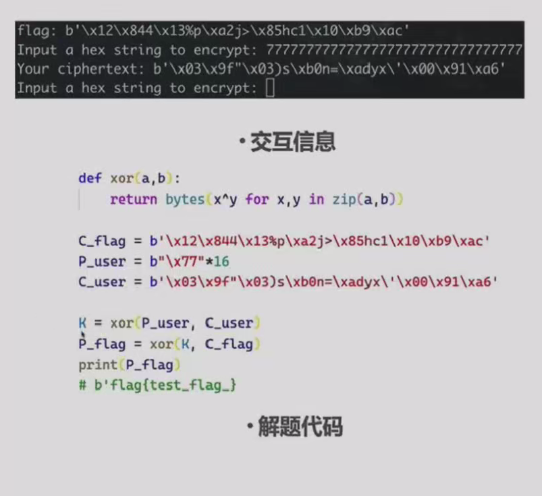 flag: b'\x12\x844\x13%p\xa2j>\x85hc1\x10\xb9\xac'
Input a hex string to encrypt: 77777777777777777777777777777777
Your ciphertext: b'\x03\x9f"\x03)s\xb0n=\xadyx\'\x00\x91\xa6'
Input a hex string to encrypt:
• 交互信息
def xor(a,b):
    return bytes(x^y for x,y in zip(a,b))
C_flag = b'\x12\x844\x13%p\xa2j>\x85hc1\x10\xb9\xac'
P_user = b"\x77"*16
C_user = b'\x03\x9f"\x03)s\xb0n=\xadyx\'\x00\x91\xa6'
K = xor(P_user, C_user)
P_flag = xor(K, C_flag)
print(P_flag)
# b'flag{test_flag_}
• 解题代码